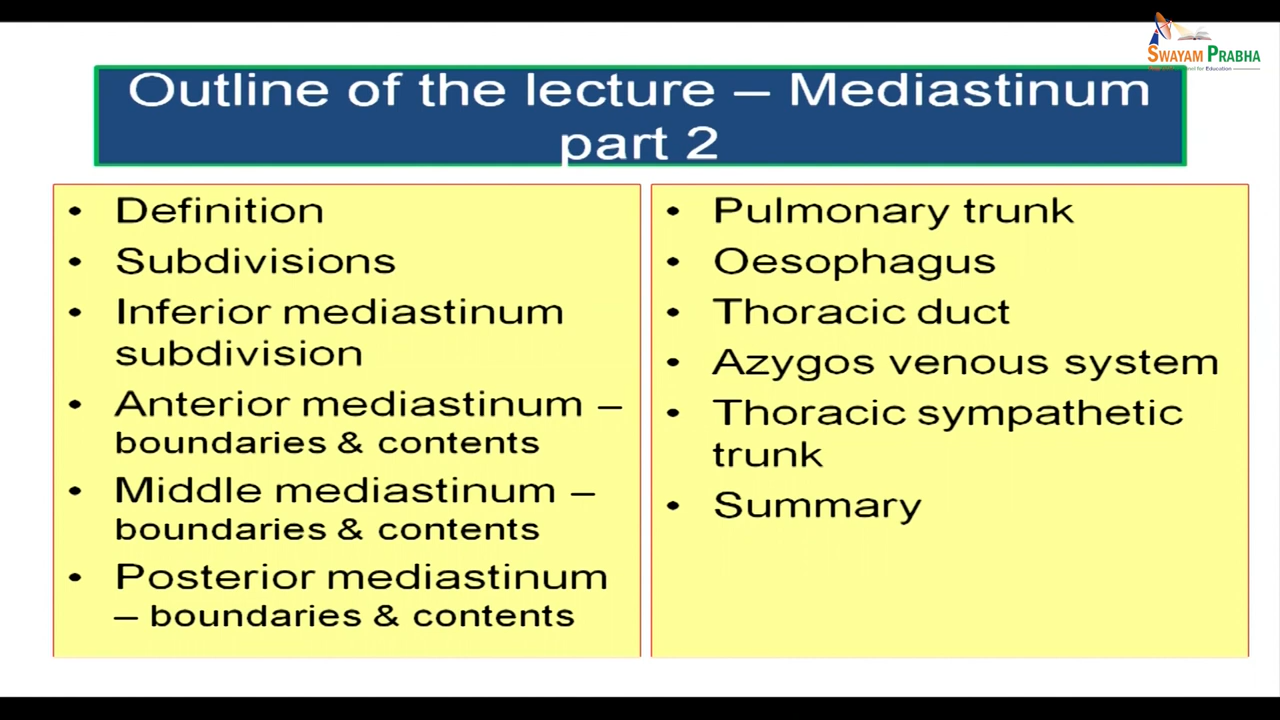 SWAYAM PRABHA
Outline of the lecture – Mediastinum
part 2
• Definition
• Subdivisions
• Inferior mediastinum
subdivision
• Anterior mediastinum –
boundaries & contents
• Middle mediastinum –
boundaries & contents
• Posterior mediastinum
– boundaries & contents
• Pulmonary trunk
• Oesophagus
• Thoracic duct
• Azygos venous system
• Thoracic sympathetic
trunk
• Summary